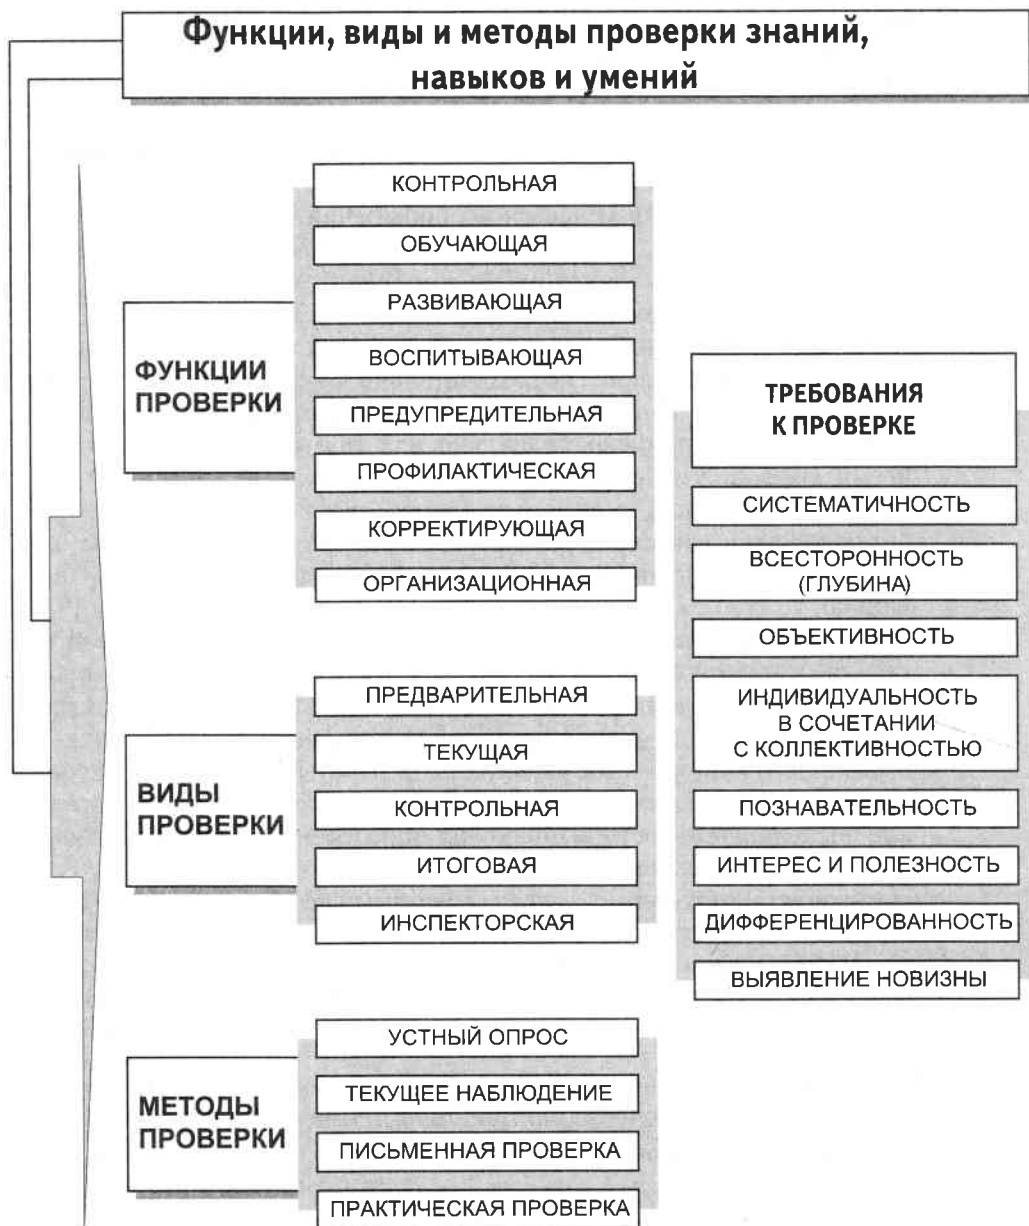 Функции, виды и методы проверки знаний,
навыков и умений
ФУНКЦИИ
ПРОВЕРКИ
КОНТРОЛЬНАЯ
ОБУЧАЮЩАЯ
РАЗВИВАЮЩАЯ
ВОСПИТЫВАЮЩАЯ
ПРЕДУПРЕДИТЕЛЬНАЯ
ПРОФИЛАКТИЧЕСКАЯ
КОРРЕКТИРУЮЩАЯ
ОРГАНИЗАЦИОННАЯ
ВИДЫ
ПРОВЕРКИ
ПРЕДВАРИТЕЛЬНАЯ
ТЕКУЩАЯ
КОНТРОЛЬНАЯ
ИТОГОВАЯ
ИНСПЕКТОРСКАЯ
МЕТОДЫ
ПРОВЕРКИ
УСТНЫЙ ОПРОС
ТЕКУЩЕЕ НАБЛЮДЕНИЕ
ПИСЬМЕННАЯ ПРОВЕРКА
ПРАКТИЧЕСКАЯ ПРОВЕРКА
ТРЕБОВАНИЯ
К ПРОВЕРКЕ
СИСТЕМАТИЧНОСТЬ
ВСЕСТОРОННОСТЬ
(ГЛУБИНА)
ОБЪЕКТИВНОСТЬ
ИНДИВИДУАЛЬНОСТЬ
В СОЧЕТАНИИ
С КОЛЛЕКТИВНОСТЬЮ
ПОЗНАВАТЕЛЬНОСТЬ
ИНТЕРЕС И ПОЛЕЗНОСТЬ
ДИФФЕРЕНЦИРОВАННОСТЬ
ВЫЯВЛЕНИЕ НОВИЗНЫ